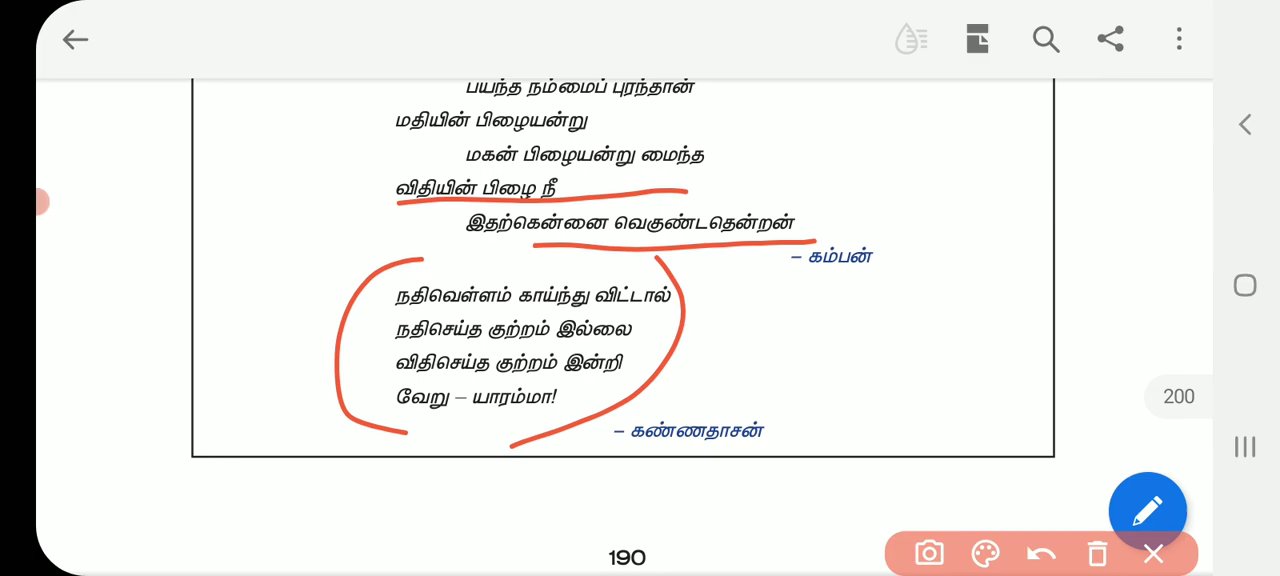 பயந்த நம்மைப் புரந்தான்
மதியின் பிழையன்று
மகன் பிழையன்று மைந்த
விதியின் பிழை நீ
இதற்கென்னை வெகுண்டதென்றன்
– கம்பன்
நதிவெள்ளம் காய்ந்து விட்டால்
நதிசெய்த குற்றம் இல்லை
விதிசெய்த குற்றம் இன்றி
வேறு – யாரம்மா!
– கண்ணதாசன்
200
190